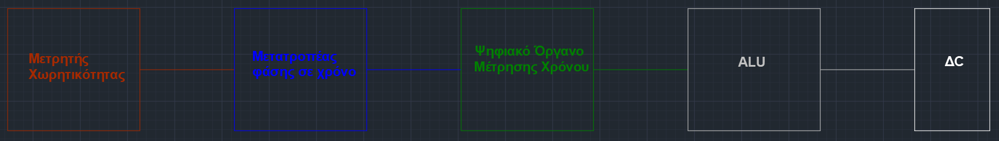 Μετρητής
Χωρητικότητας
Μετατροπέας
φάσης σε χρόνο
Ψηφιακό Όργανο
Μέτρησης Χρόνου
ALU
ΔC